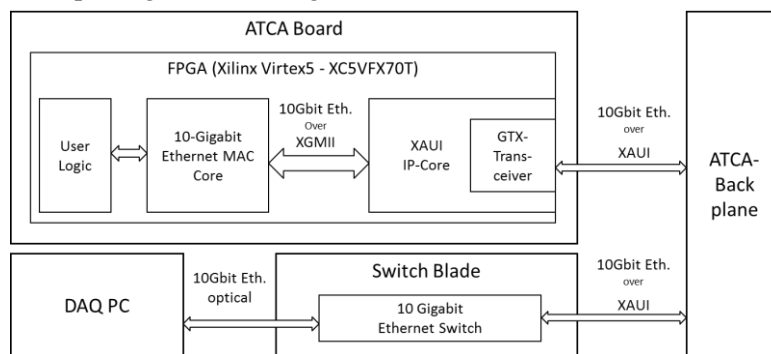 ATCA Board
FPGA (Xilinx Virtex5 - XC5VFX70T)
User
Logic
10-Gigabit
Ethernet MAC
Core
10Gbit Eth.
Over
XGMII
XAUI
IP-Core
GTX-
Trans-
ceiver
10Gbit Eth.
over
XAUI
ATCA-
Back
plane
DAQ PC
10Gbit Eth.
optical
Switch Blade
10 Gigabit
Ethernet Switch
10Gbit Eth.
over
XAUI